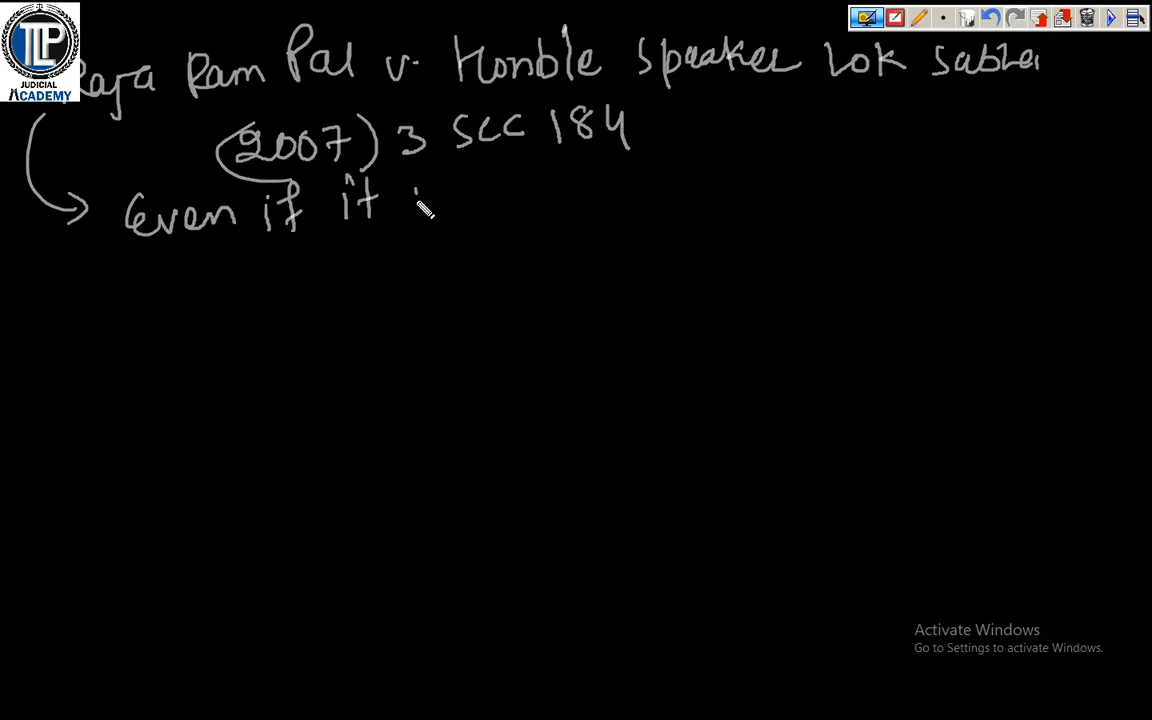 TLP
JUDICIAL
ACADEMY
Raja Ram Pal v. Honble Speaker Lok Sabha
(2007) 3 SCC 184
Even if it
Activate Windows
Go to Settings to activate Windows.